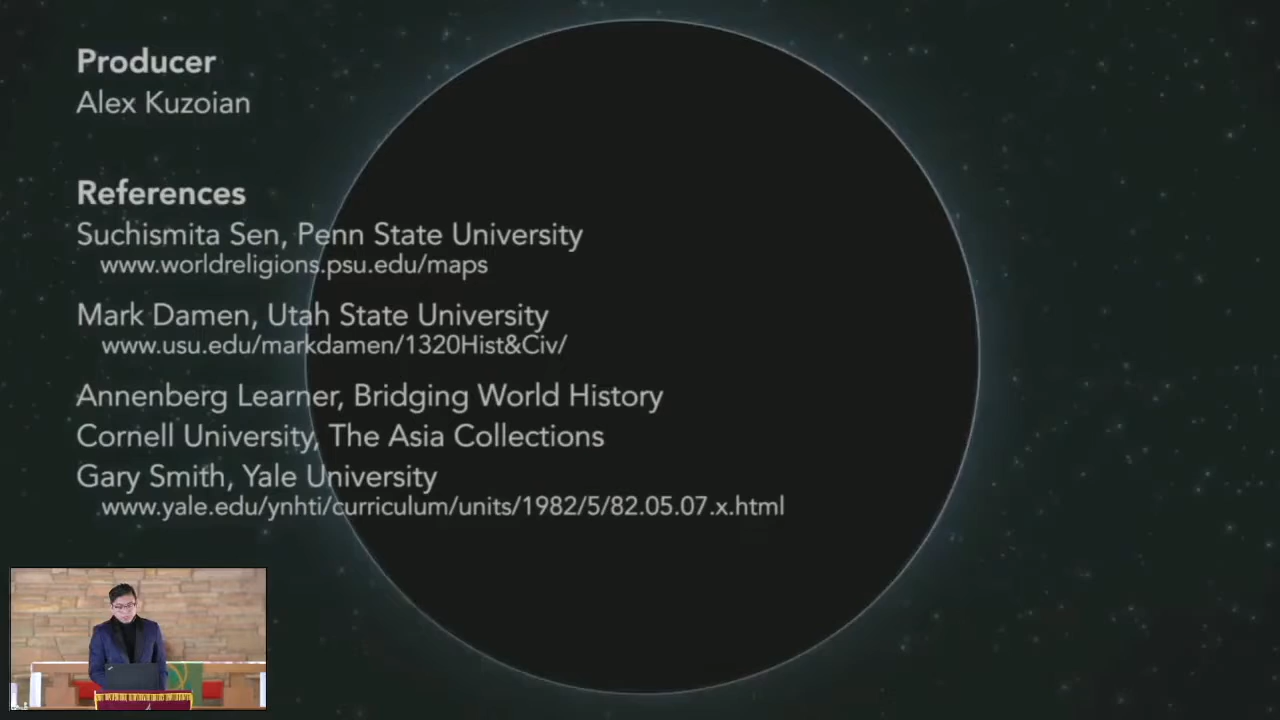 Producer
Alex Kuzoian
References
Suchismita Sen, Penn State University
www.worldreligions.psu.edu/maps
Mark Damen, Utah State University
www.usu.edu/markdamen/1320Hist&Civ/
Annenberg Learner, Bridging World History
Cornell University, The Asia Collections
Gary Smith, Yale University
www.yale.edu/ynhti/curriculum/units/1982/5/82.05.07.x.html